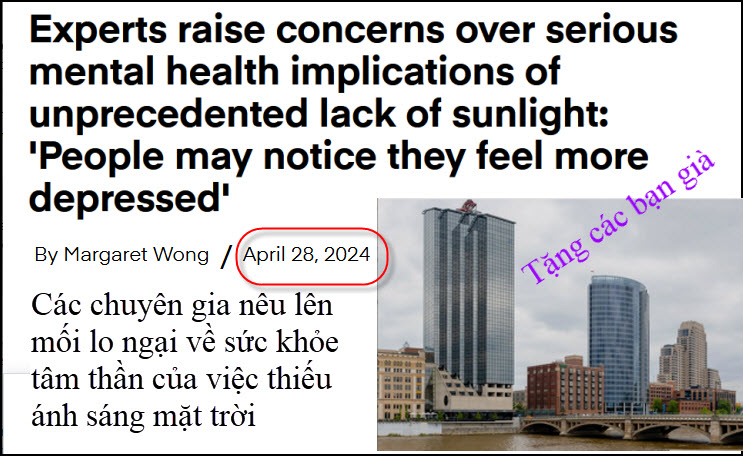 Experts raise concerns over serious
mental health implications of
unprecedented lack of sunlight:
'People may notice they feel more
depressed'
By Margaret Wong / April 28, 2024
Tặng các bạn già
Các chuyên gia nêu lên
mối lo ngại về sức khỏe
tâm thần của việc thiếu
ánh sáng mặt trời